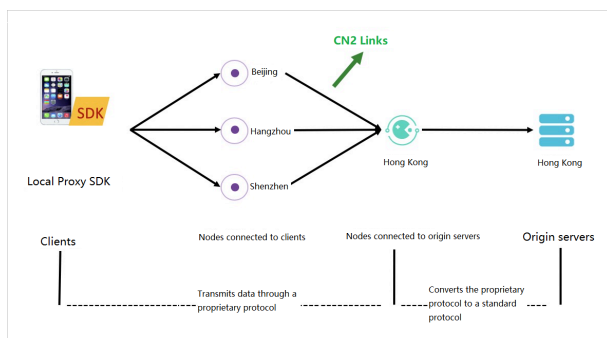 CN2 Links
Beijing
SDK
Hangzhou
Hong Kong
Hong Kong
Local Proxy SDK
Shenzhen
Clients
Nodes connected to clients
Nodes connected to origin servers
Origin servers
Transmits data through a
proprietary protocol
Converts the proprietary
protocol to a standard
protocol